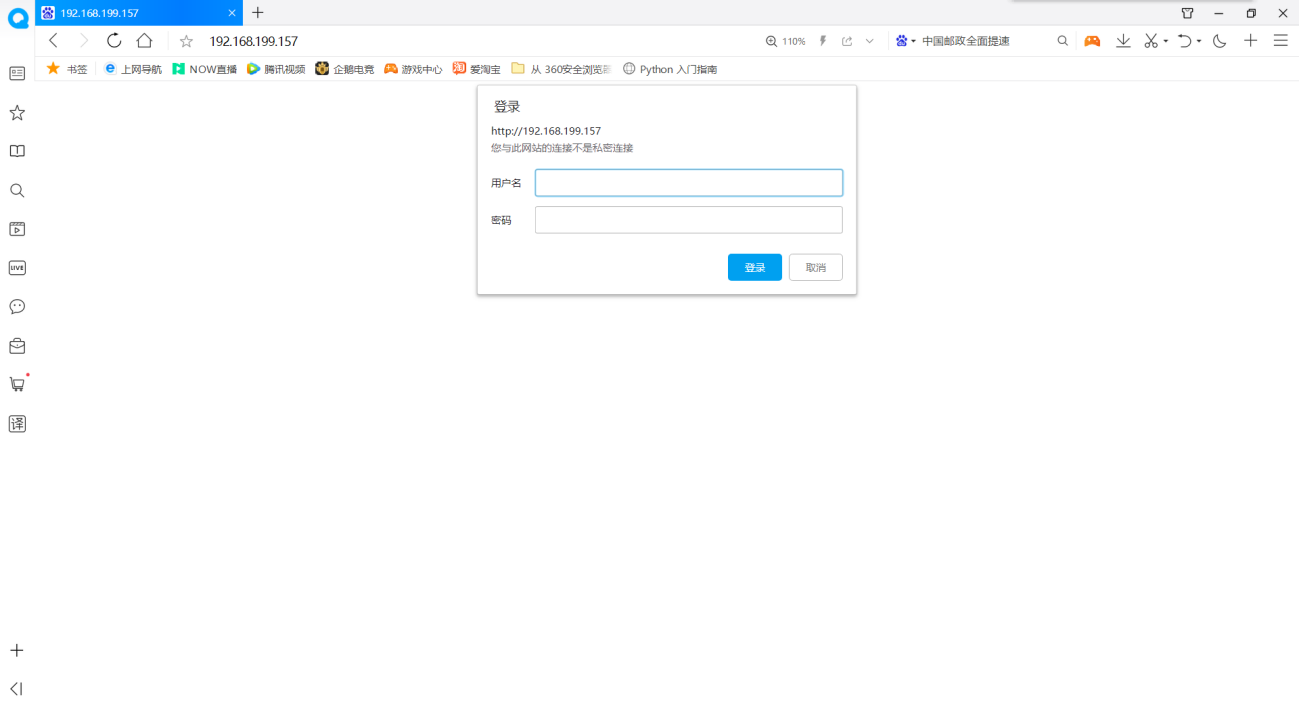 192.168.199.157
192.168.199.157
110%
中国邮政全面提速
书签
上网导航
NOW直播
腾讯视频
企鹅电竞
游戏中心
爱淘宝
从 360安全浏览器
Python 入门指南
登录
http://192.168.199.157
您与此网站的连接不是私密连接
用户名
密码
登录
取消
LIVE
译